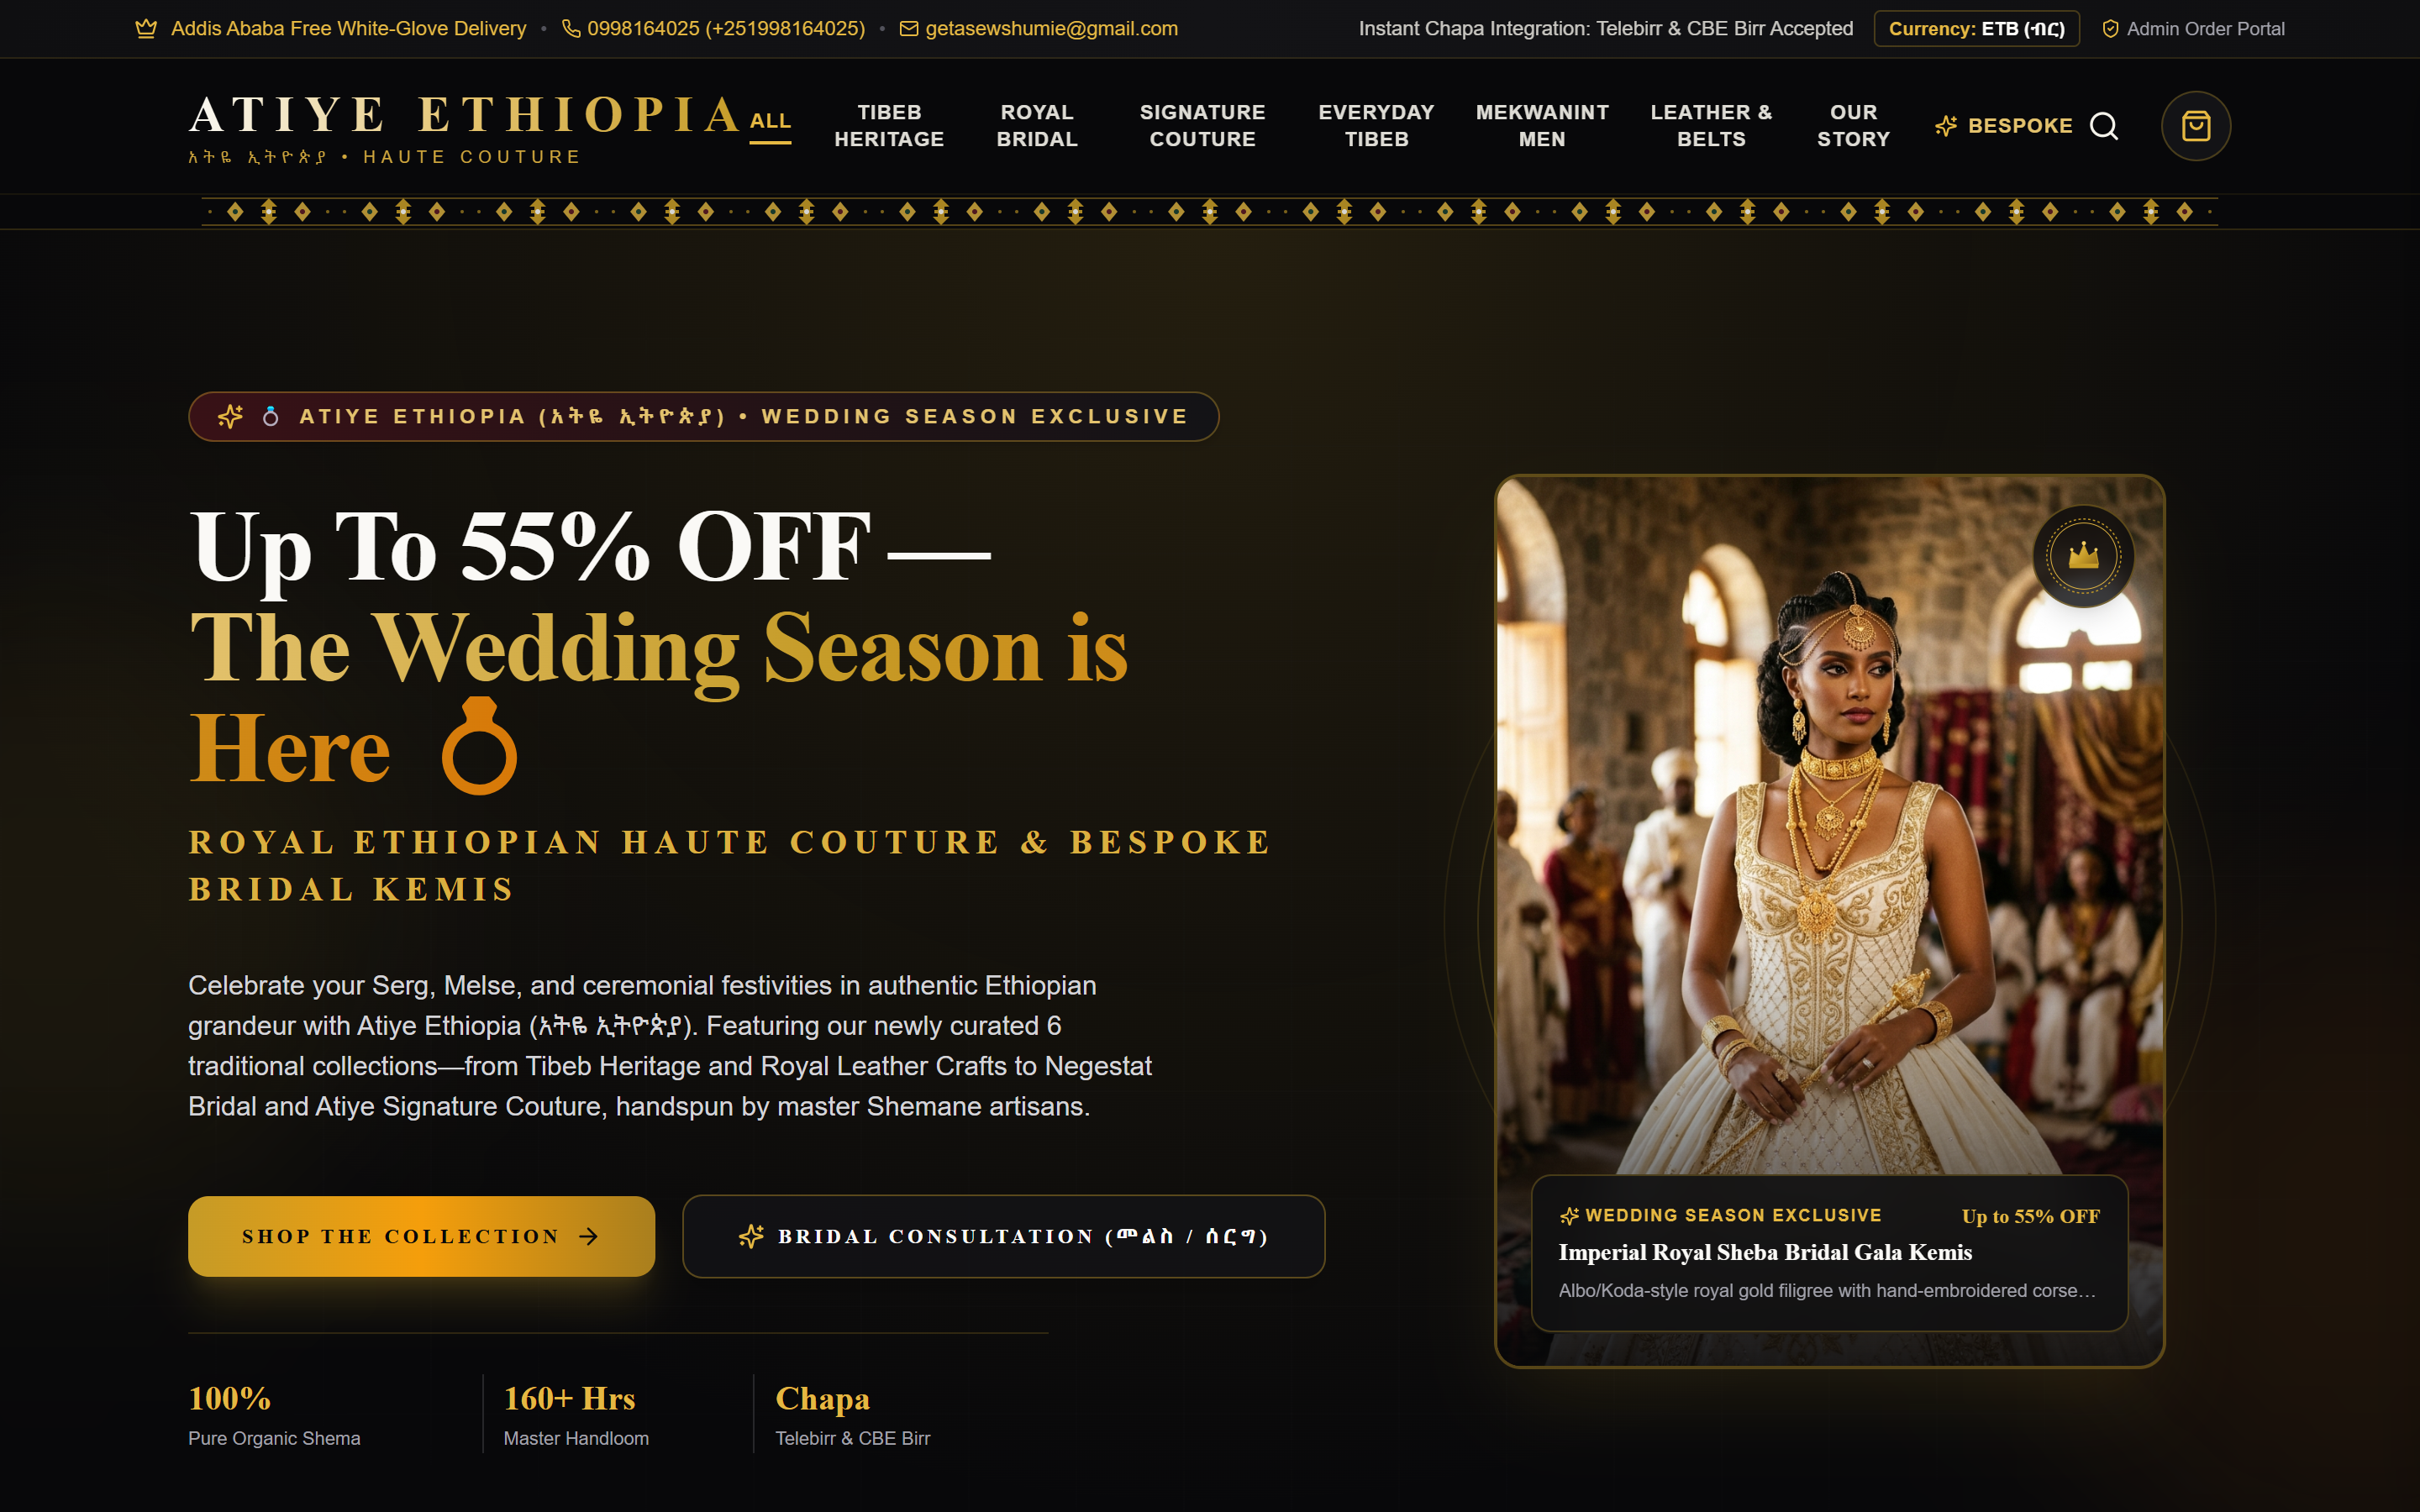 Addis Ababa Free White-Glove Delivery • 0998164025 (+251998164025) • getasewshumie@gmail.com
Instant Chapa Integration: Telebirr & CBE Birr Accepted
Currency: ETB (ብር)
Admin Order Portal
ATIYE ETHIOPIA
አትዬ ኢትዮጵያ • HAUTE COUTURE
ALL
TIBEB
HERITAGE
ROYAL
BRIDAL
SIGNATURE
COUTURE
EVERYDAY
TIBEB
MEKWANINT
MEN
LEATHER &
BELTS
OUR
STORY
BESPOKE
💍 ATIYE ETHIOPIA (አትዬ ኢትዮጵያ) • WEDDING SEASON EXCLUSIVE
Up To 55% OFF —
The Wedding Season is
Here 💍
ROYAL ETHIOPIAN HAUTE COUTURE & BESPOKE
BRIDAL KEMIS
Celebrate your Serg, Melse, and ceremonial festivities in authentic Ethiopian
grandeur with Atiye Ethiopia (አትዬ ኢትዮጵያ). Featuring our newly curated 6
traditional collections—from Tibeb Heritage and Royal Leather Crafts to Negestat
Bridal and Atiye Signature Couture, handspun by master Shemane artisans.
SHOP THE COLLECTION →
BRIDAL CONSULTATION (መልስ / ሰርግ)
100%
Pure Organic Shema
160+ Hrs
Master Handloom
Chapa
Telebirr & CBE Birr
WEDDING SEASON EXCLUSIVE
Up to 55% OFF
Imperial Royal Sheba Bridal Gala Kemis
Albo/Koda-style royal gold filigree with hand-embroidered corse...